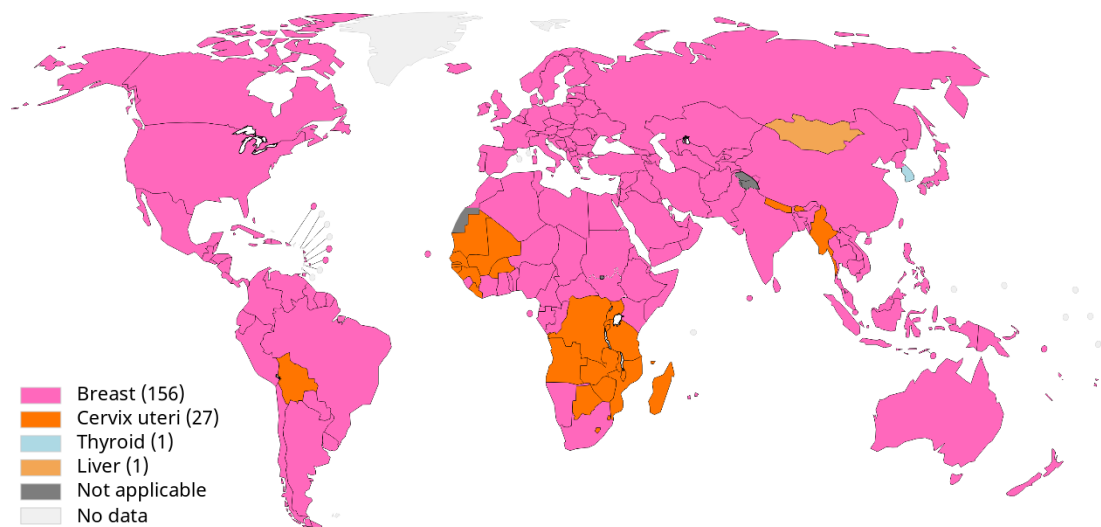 Breast (156)
Cervix uteri (27)
Thyroid (1)
Liver (1)
Not applicable
No data